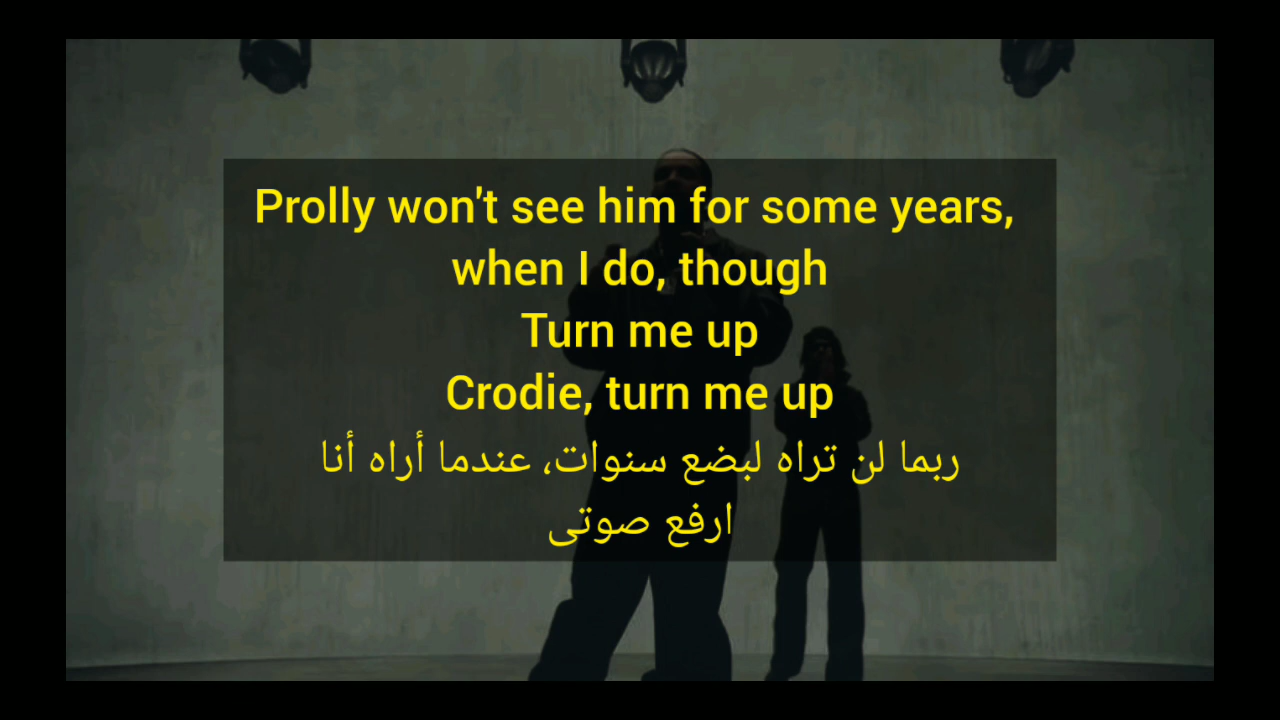 Prolly won't see him for some years,
when I do, though
Turn me up
Crodie, turn me up
ربما لن تراه لبضع سنوات، عندما أراه أنا
ارفع صوتى